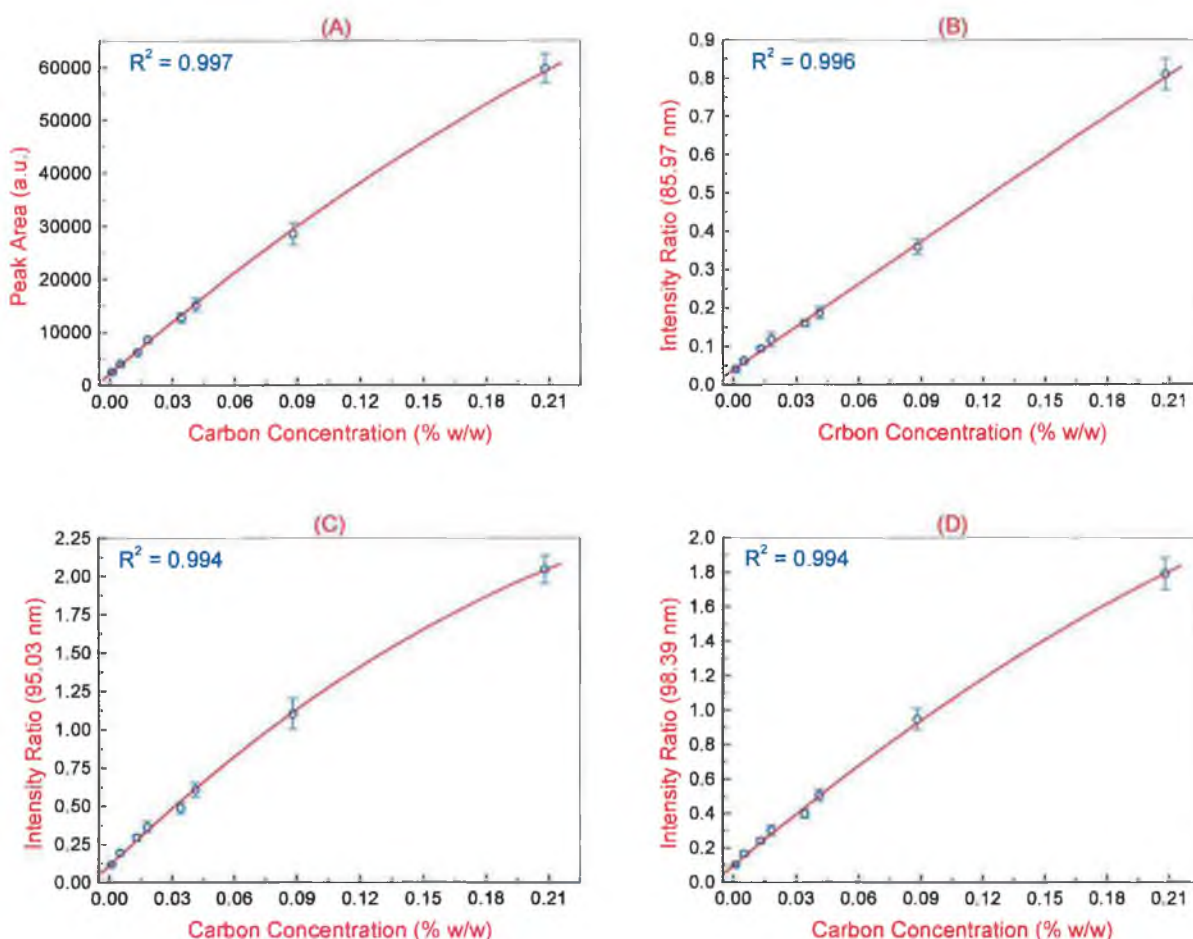 (A)
R² = 0.997
Peak Area (a.u.)
60000
50000
40000
30000
20000
10000
0
0.00 0.03 0.06 0.09 0.12 0.15 0.18 0.21
Carbon Concentration (% w/w)
(B)
R² = 0.996
Intensity Ratio (85.97 nm)
0.9
0.8
0.7
0.6
0.5
0.4
0.3
0.2
0.1
0.0
0.00 0.03 0.06 0.09 0.12 0.15 0.18 0.21
Crbon Concentration (% w/w)
(C)
R² = 0.994
Intensity Ratio (95.03 nm)
2.25
2.00
1.75
1.50
1.25
1.00
0.75
0.50
0.25
0.00
0.00 0.03 0.06 0.09 0.12 0.15 0.18 0.21
Carbon Concentration (% w/w)
(D)
R² = 0.994
Intensity Ratio (98.39 nm)
2.0
1.8
1.6
1.4
1.2
1.0
0.8
0.6
0.4
0.2
0.0
0.00 0.03 0.06 0.09 0.12 0.15 0.18 0.21
Carbon Concentration (% w/w)